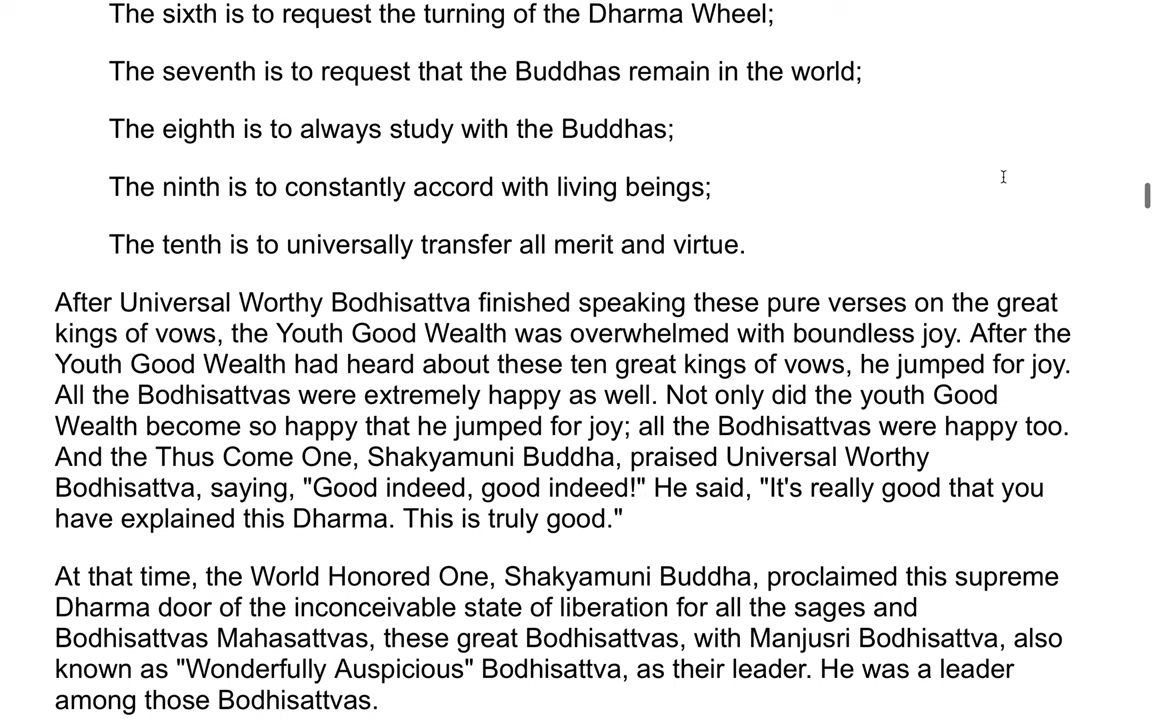 The sixth is to request the turning of the Dharma Wheel;
The seventh is to request that the Buddhas remain in the world;
The eighth is to always study with the Buddhas;
The ninth is to constantly accord with living beings;
The tenth is to universally transfer all merit and virtue.
After Universal Worthy Bodhisattva finished speaking these pure verses on the great
kings of vows, the Youth Good Wealth was overwhelmed with boundless joy. After the
Youth Good Wealth had heard about these ten great kings of vows, he jumped for joy.
All the Bodhisattvas were extremely happy as well. Not only did the youth Good
Wealth become so happy that he jumped for joy; all the Bodhisattvas were happy too.
And the Thus Come One, Shakyamuni Buddha, praised Universal Worthy
Bodhisattva, saying, "Good indeed, good indeed!" He said, "It's really good that you
have explained this Dharma. This is truly good."
At that time, the World Honored One, Shakyamuni Buddha, proclaimed this supreme
Dharma door of the inconceivable state of liberation for all the sages and
Bodhisattvas Mahasattvas, these great Bodhisattvas, with Manjusri Bodhisattva, also
known as "Wonderfully Auspicious" Bodhisattva, as their leader. He was a leader
among those Bodhisattvas.